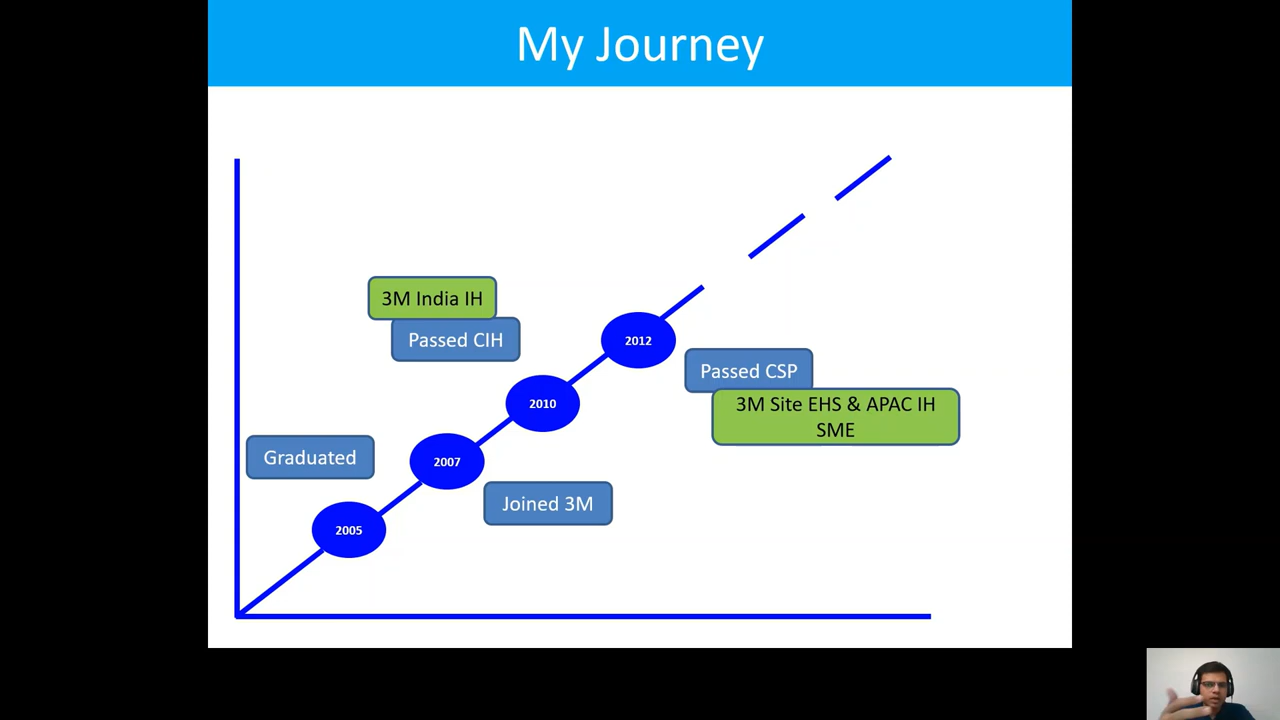 My Journey
3M India IH
Passed CIH
2012
Passed CSP
3M Site EHS & APAC IH
SME
2010
Graduated
2007
Joined 3M
2005